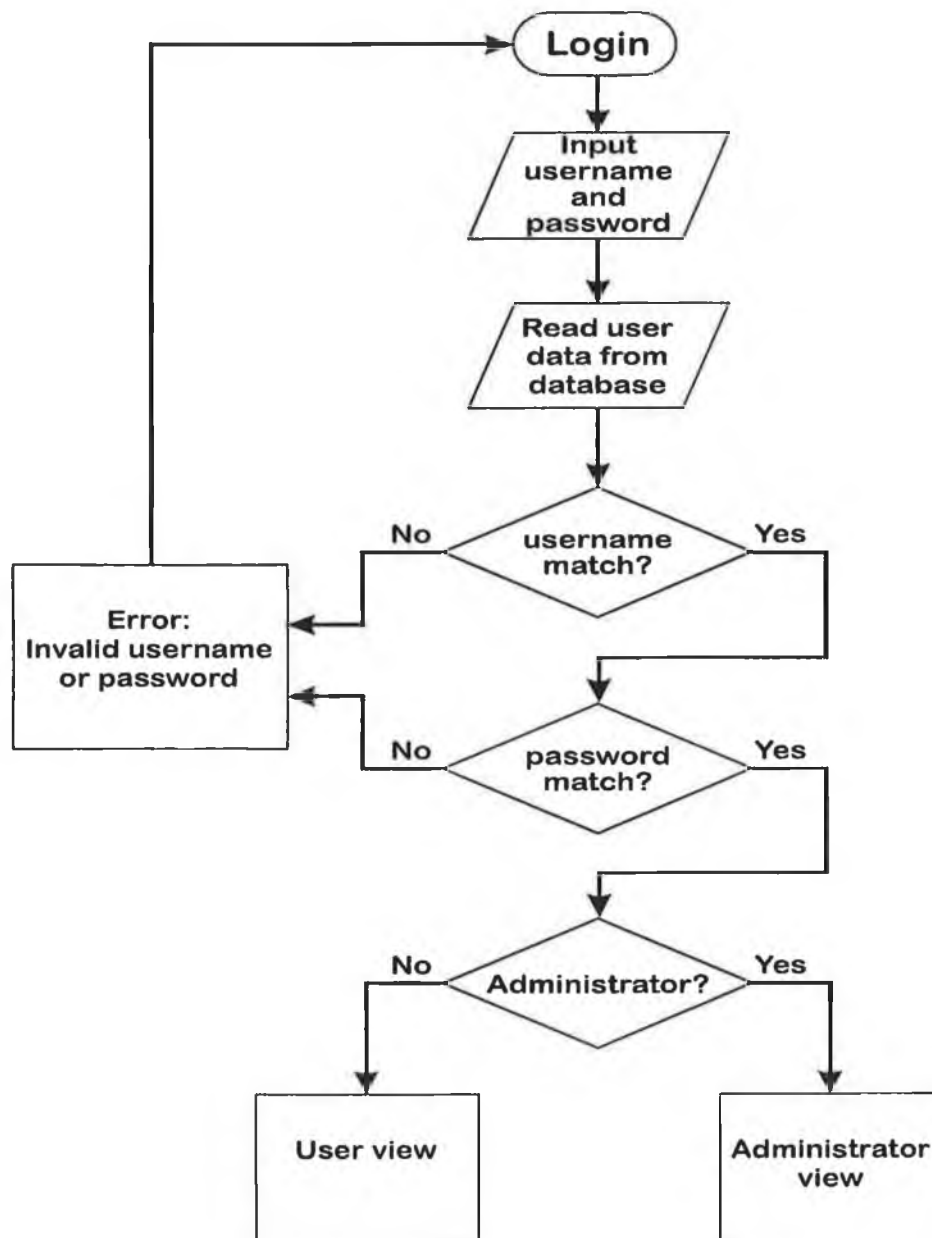 Login
Input
username
and
password
Read user
data from
database
No
username
match?
Yes
Error:
Invalid username
or password
No
password
match?
Yes
No
Administrator?
Yes
User view
Administrator
view